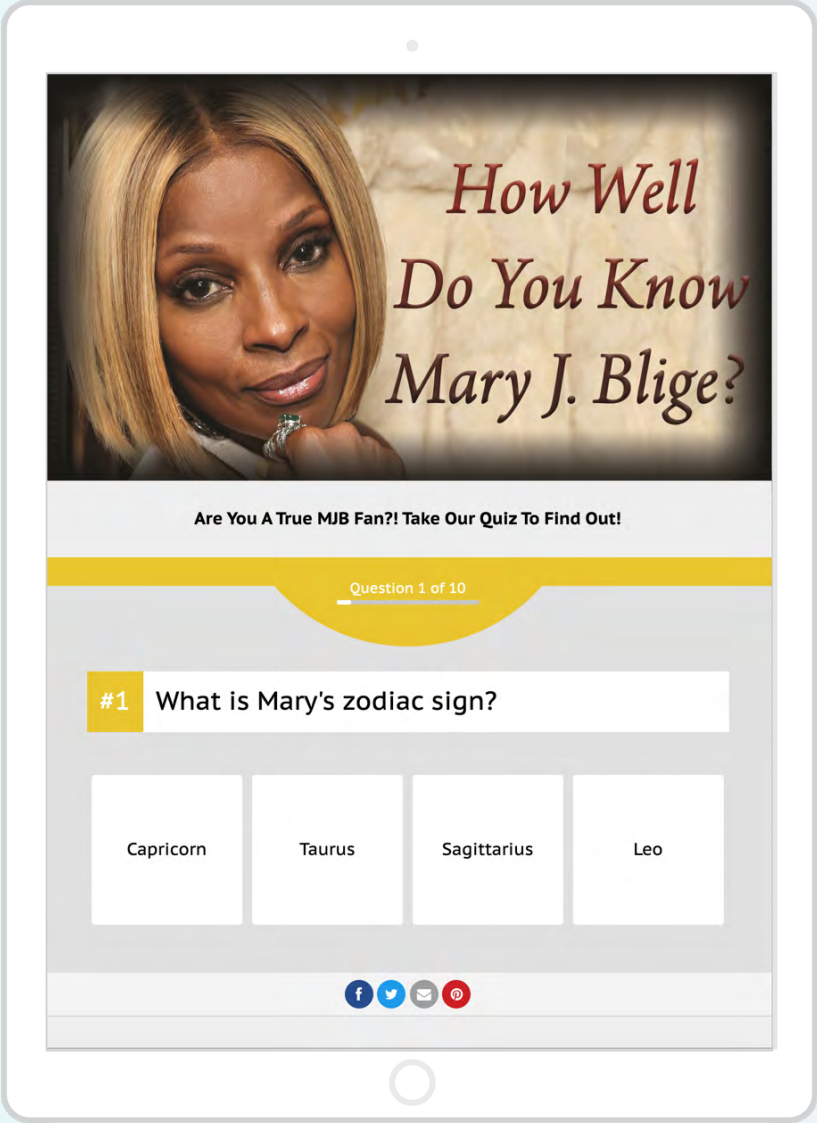 How Well
Do You Know
Mary J. Blige?
Are You A True MJB Fan?! Take Our Quiz To Find Out!
Question 1 of 10
#1 What is Mary's zodiac sign?
Capricorn Taurus Sagittarius Leo